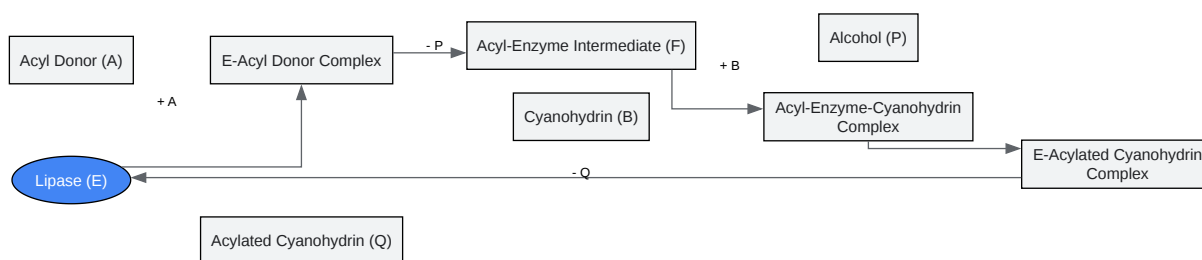 Acyl Donor (A)
E-Acyl Donor Complex
- P
Acyl-Enzyme Intermediate (F)
Alcohol (P)
+ A
+ B
Cyanohydrin (B)
Acyl-Enzyme-Cyanohydrin
Complex
E-Acylated Cyanohydrin
Complex
Lipase (E)
- Q
Acylated Cyanohydrin (Q)